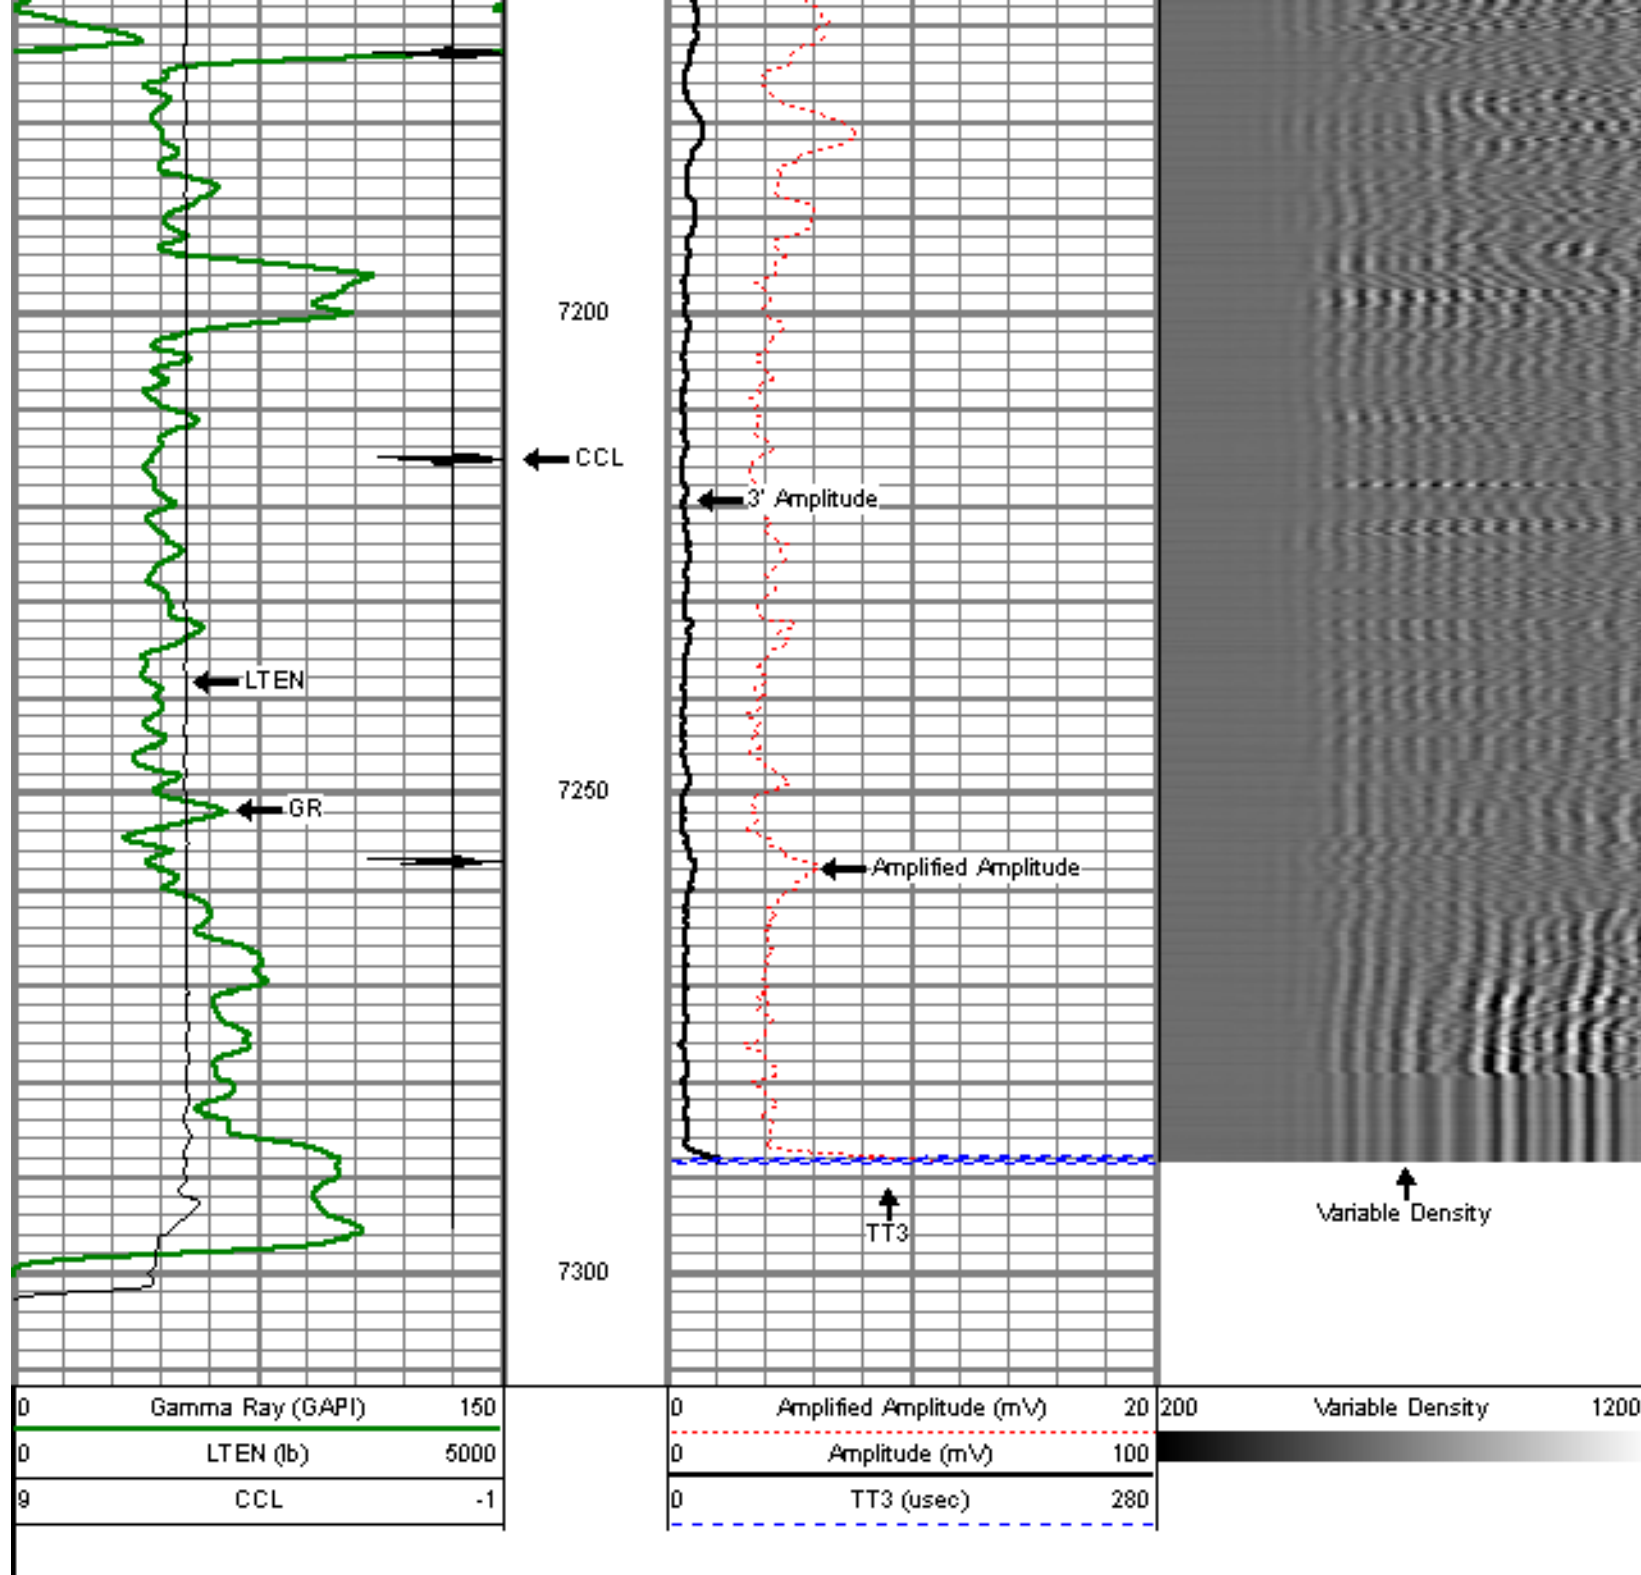 7200
CCL
3' Amplitude
LTEN
7250
GR
Amplified Amplitude
Variable Density
TT3
7300
0 Gamma Ray (GAPI) 150
0 LTEN (lb) 5000
9 CCL -1
0 Amplified Amplitude (mV) 20
0 Amplitude (mV) 100
0 TT3 (usec) 280
200 Variable Density 1200